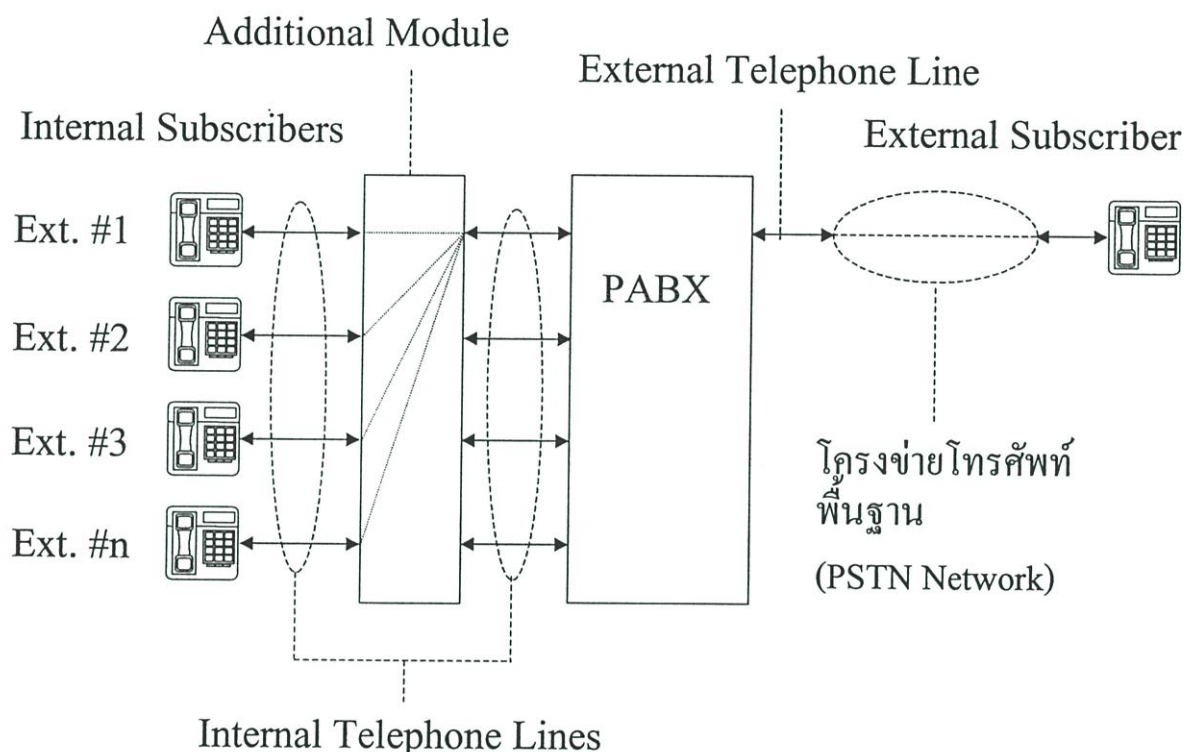 Additional Module
External Telephone Line
Internal Subscribers
External Subscriber
Ext. #1
Ext. #2
Ext. #3
Ext. #n
PABX
โครงข่ายโทรศัพท์
พื้นฐาน
(PSTN Network)
Internal Telephone Lines